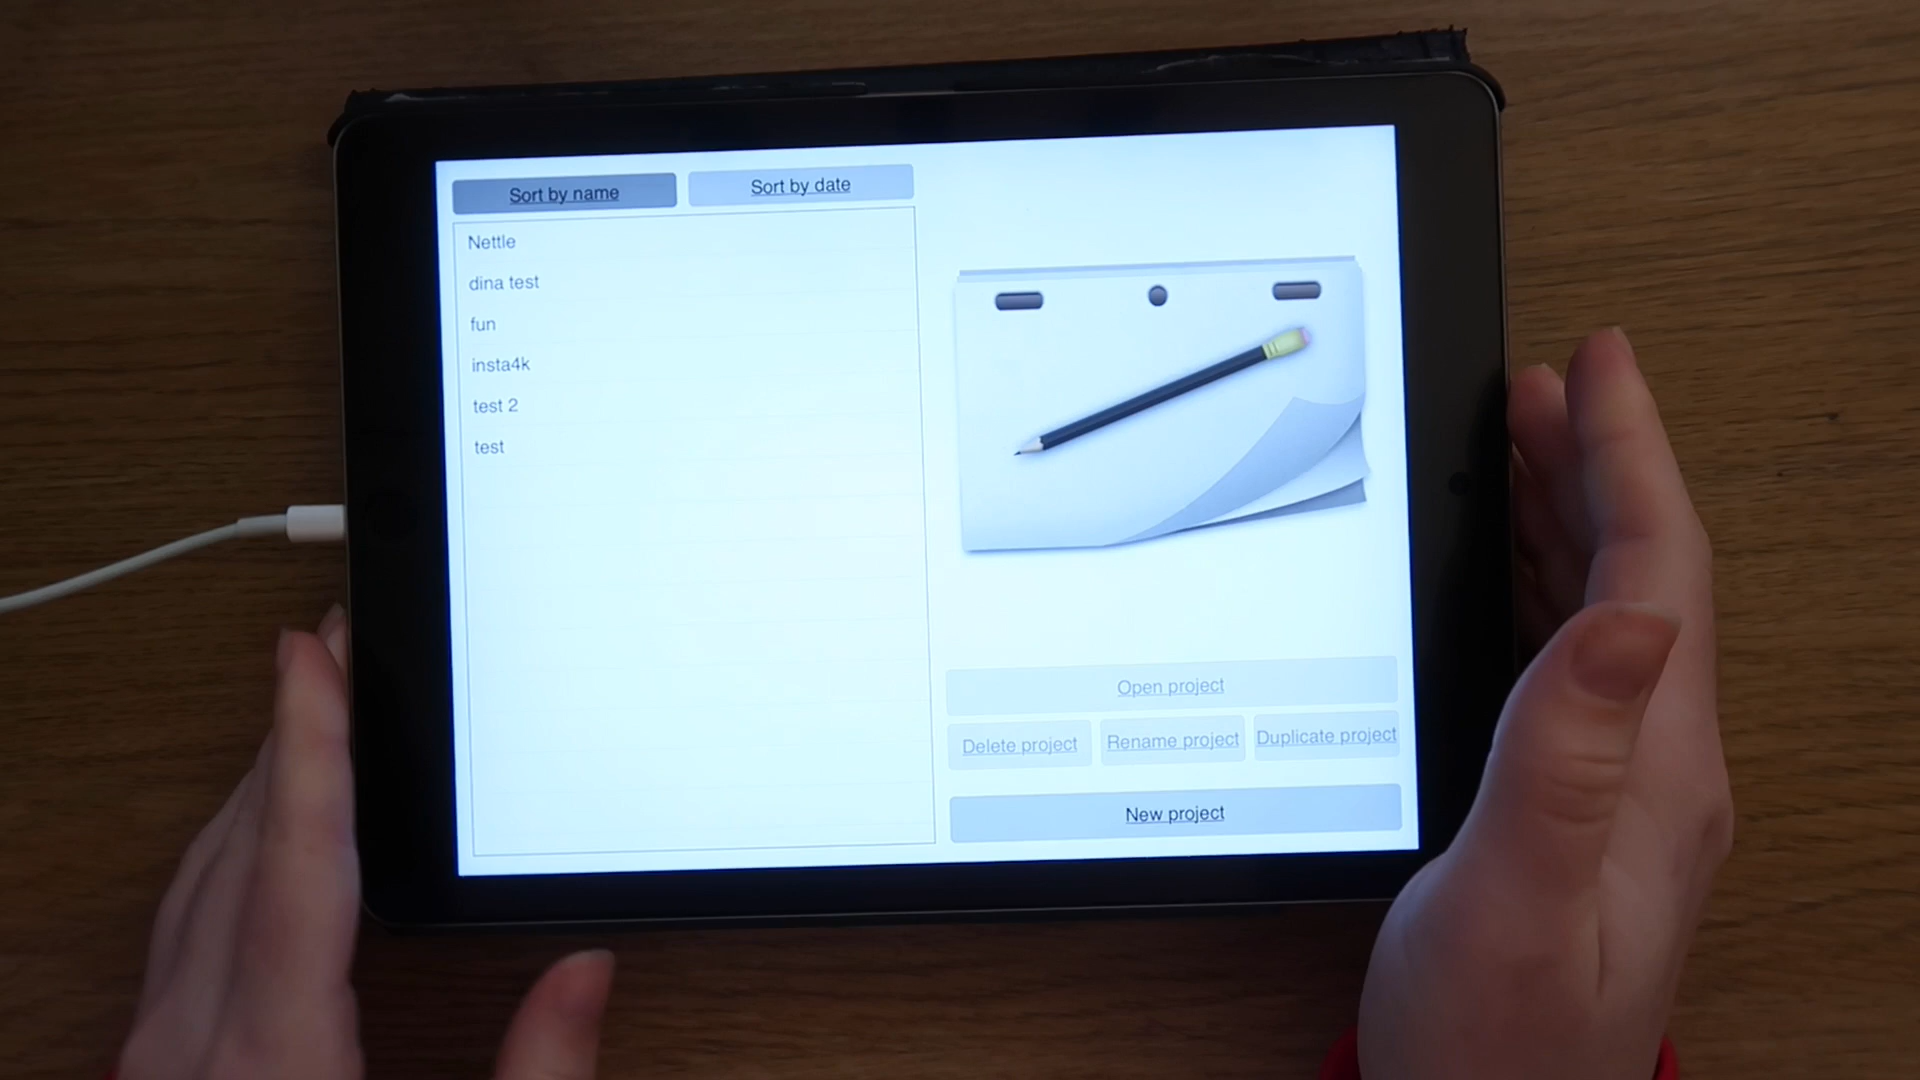 Sort by name
Sort by date
Nettle
dina test
fun
insta4k
test 2
test
Open project
Delete project
Rename project
Duplicate project
New project